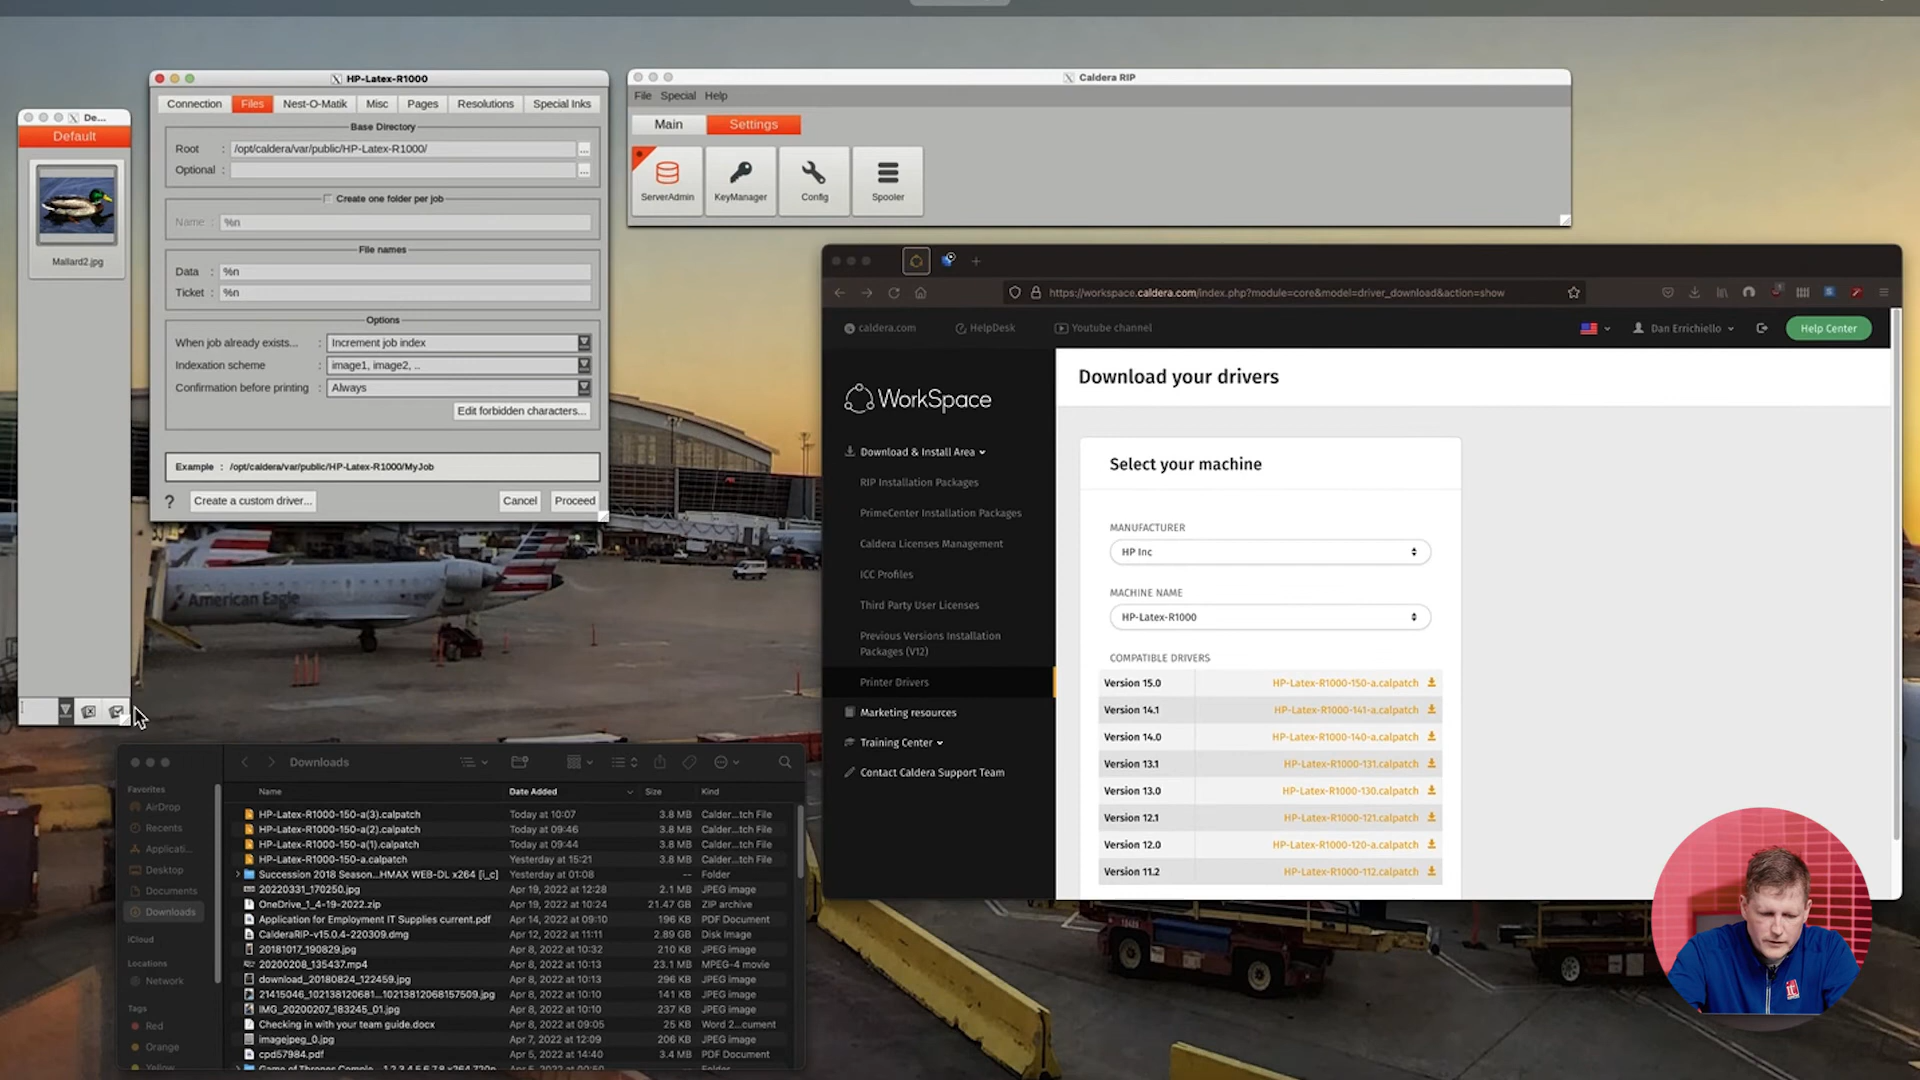 HP-Latex-R1000
Connection Files Nest-O-Matik Misc Pages Resolutions Special Inks
Base Directory
Root : /opt/caldera/var/public/HP-Latex-R1000/ ...
Optional : ...
Create one folder per job
Name : %n
File names
Data : %n
Ticket : %n
Options
When job already exists... : Increment job index
Indexation scheme : image1, image2, ..
Confirmation before printing : Always
Edit forbidden characters...
Example : /opt/caldera/var/public/HP-Latex-R1000/MyJob
? Create a custom driver... Cancel Proceed
De...
Default
Mallard2.jpg
Caldera RIP
File Special Help
Main Settings
ServerAdmin KeyManager Config Spooler
https://workspace.caldera.com/index.php?module=core&model=driver_download&action=show
caldera.com HelpDesk Youtube channel Dan Errichiello Help Center
WorkSpace
Download & Install Area
RIP Installation Packages
PrimeCenter Installation Packages
Caldera Licenses Management
ICC Profiles
Third Party User Licenses
Previous Versions Installation
Packages (V12)
Printer Drivers
Marketing resources
Training Center
Contact Caldera Support Team
Download your drivers
Select your machine
MANUFACTURER
HP Inc
MACHINE NAME
HP-Latex-R1000
COMPATIBLE DRIVERS
Version 15.0 HP-Latex-R1000-150-a.calpatch
Version 14.1 HP-Latex-R1000-141-a.calpatch
Version 14.0 HP-Latex-R1000-140-a.calpatch
Version 13.1 HP-Latex-R1000-131.calpatch
Version 13.0 HP-Latex-R1000-130.calpatch
Version 12.1 HP-Latex-R1000-121.calpatch
Version 12.0 HP-Latex-R1000-120-a.calpatch
Version 11.2 HP-Latex-R1000-112.calpatch
American Eagle
Downloads
Favorites
AirDrop
Recents
Applicati...
Desktop
Documents
Downloads
iCloud
Locations
Network
Tags
Red
Orange
Yellow
Name Date Added Size Kind
HP-Latex-R1000-150-a(3).calpatch Today at 10:07 3.8 MB Calder...tch File
HP-Latex-R1000-150-a(2).calpatch Today at 09:46 3.8 MB Calder...tch File
HP-Latex-R1000-150-a(1).calpatch Today at 09:44 3.8 MB Calder...tch File
HP-Latex-R1000-150-a.calpatch Yesterday at 15:21 3.8 MB Calder...tch File
Succession 2018 Season...HMAX WEB-DL x264 [i_c] Yesterday at 01:08 -- Folder
20220331_170250.jpg Apr 19, 2022 at 12:28 2.1 MB JPEG image
OneDrive_1_4-19-2022.zip Apr 19, 2022 at 10:24 21.47 GB ZIP archive
Application for Employment IT Supplies current.pdf Apr 14, 2022 at 09:10 196 KB PDF Document
CalderaRIP-v15.0.4-220309.dmg Apr 12, 2022 at 11:11 2.89 GB Disk Image
20181017_190829.jpg Apr 8, 2022 at 10:32 210 KB JPEG image
20200208_135437.mp4 Apr 8, 2022 at 10:13 23.1 MB MPEG-4 movie
download_20180824_122459.jpg Apr 8, 2022 at 10:13 296 KB JPEG image
21415046_102138120681...10213812068157509.jpg Apr 8, 2022 at 10:10 141 KB JPEG image
IMG_20200207_183245_01.jpg Apr 8, 2022 at 10:10 237 KB JPEG image
Checking in with your team guide.docx Apr 8, 2022 at 09:05 25 KB Word 2...cument
imagejpeg_0.jpg Apr 7, 2022 at 12:09 206 KB JPEG image
cpd57984.pdf Apr 5, 2022 at 14:40 3.4 MB PDF Document